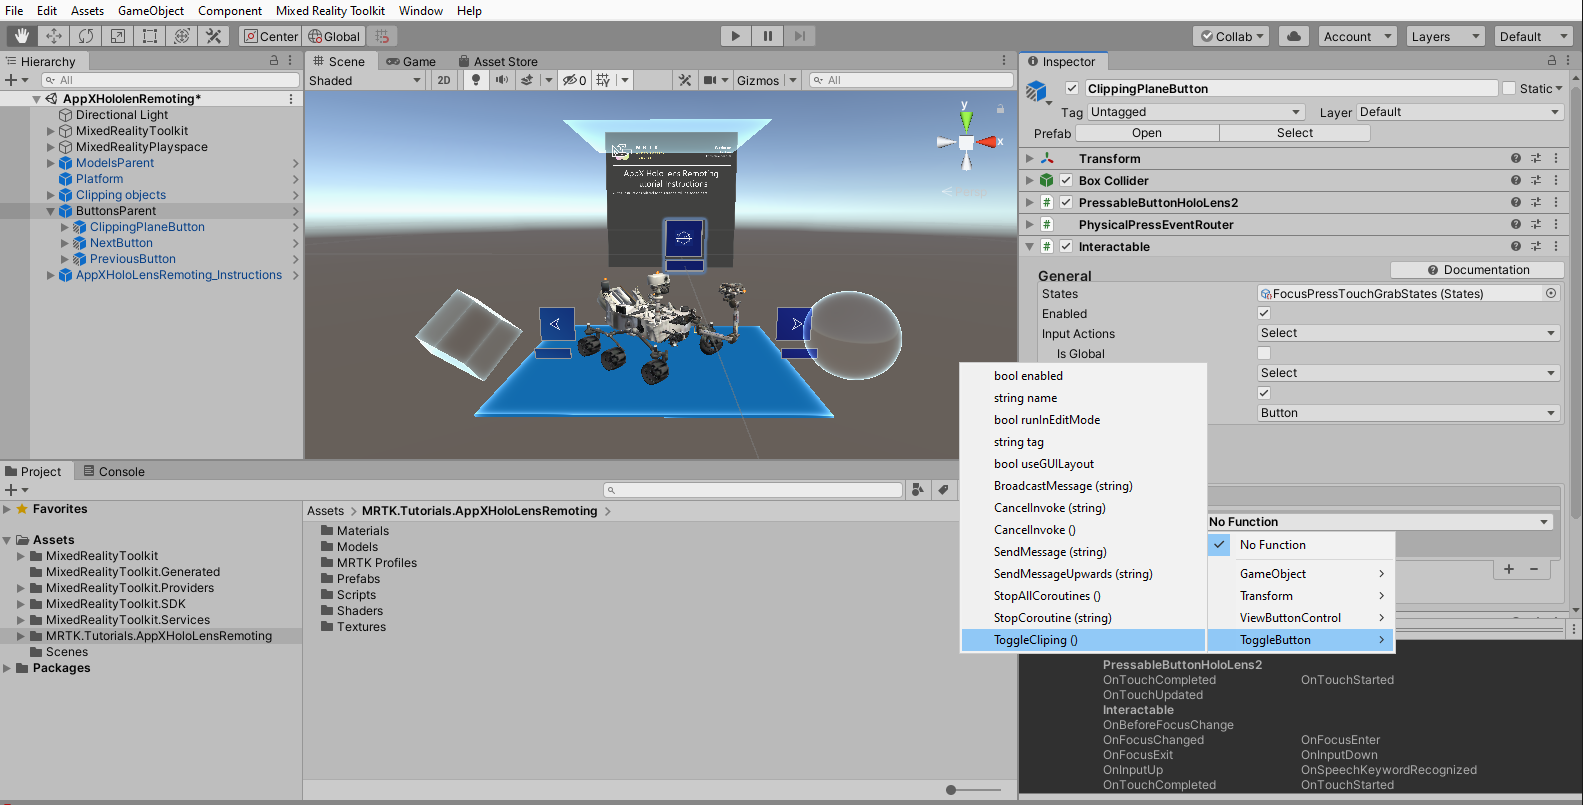 File Edit Assets GameObject Component Mixed Reality Toolkit Window Help
Center Global Collab Account Layers Default
Hierarchy
All
AppXHololenRemoting*
Directional Light
MixedRealityToolkit
MixedRealityPlayspace
ModelsParent
Platform
Clipping objects
ButtonsParent
ClippingPlaneButton
NextButton
PreviousButton
AppXHoloLensRemoting_Instructions
Scene Game Asset Store
Shaded 2D 0 Gizmos All
y
x
AppX HoloLens Remoting
Tutorial Instructions
Inspector
ClippingPlaneButton Static
Tag Untagged Layer Default
Prefab Open Select
Transform
Box Collider
PressableButtonHoloLens2
PhysicalPressEventRouter
Interactable
General Documentation
States FocusPressTouchGrabStates (States)
Enabled
Input Actions Select
Is Global
Select
Button
No Function
No Function
GameObject
Transform
ViewButtonControl
ToggleButton
bool enabled
string name
bool runInEditMode
string tag
bool useGUILayout
BroadcastMessage (string)
CancelInvoke (string)
CancelInvoke ()
SendMessage (string)
SendMessageUpwards (string)
StopAllCoroutines ()
StopCoroutine (string)
ToggleCliping ()
PressableButtonHoloLens2
OnTouchCompleted OnTouchStarted
OnTouchUpdated
Interactable
OnBeforeFocusChange
OnFocusChanged OnFocusEnter
OnFocusExit OnInputDown
OnInputUp OnSpeechKeywordRecognized
OnTouchCompleted OnTouchStarted
Project Console
Favorites
Assets
MixedRealityToolkit
MixedRealityToolkit.Generated
MixedRealityToolkit.Providers
MixedRealityToolkit.SDK
MixedRealityToolkit.Services
MRTK.Tutorials.AppXHoloLensRemoting
Scenes
Packages
Assets > MRTK.Tutorials.AppXHoloLensRemoting >
Materials
Models
MRTK Profiles
Prefabs
Scripts
Shaders
Textures